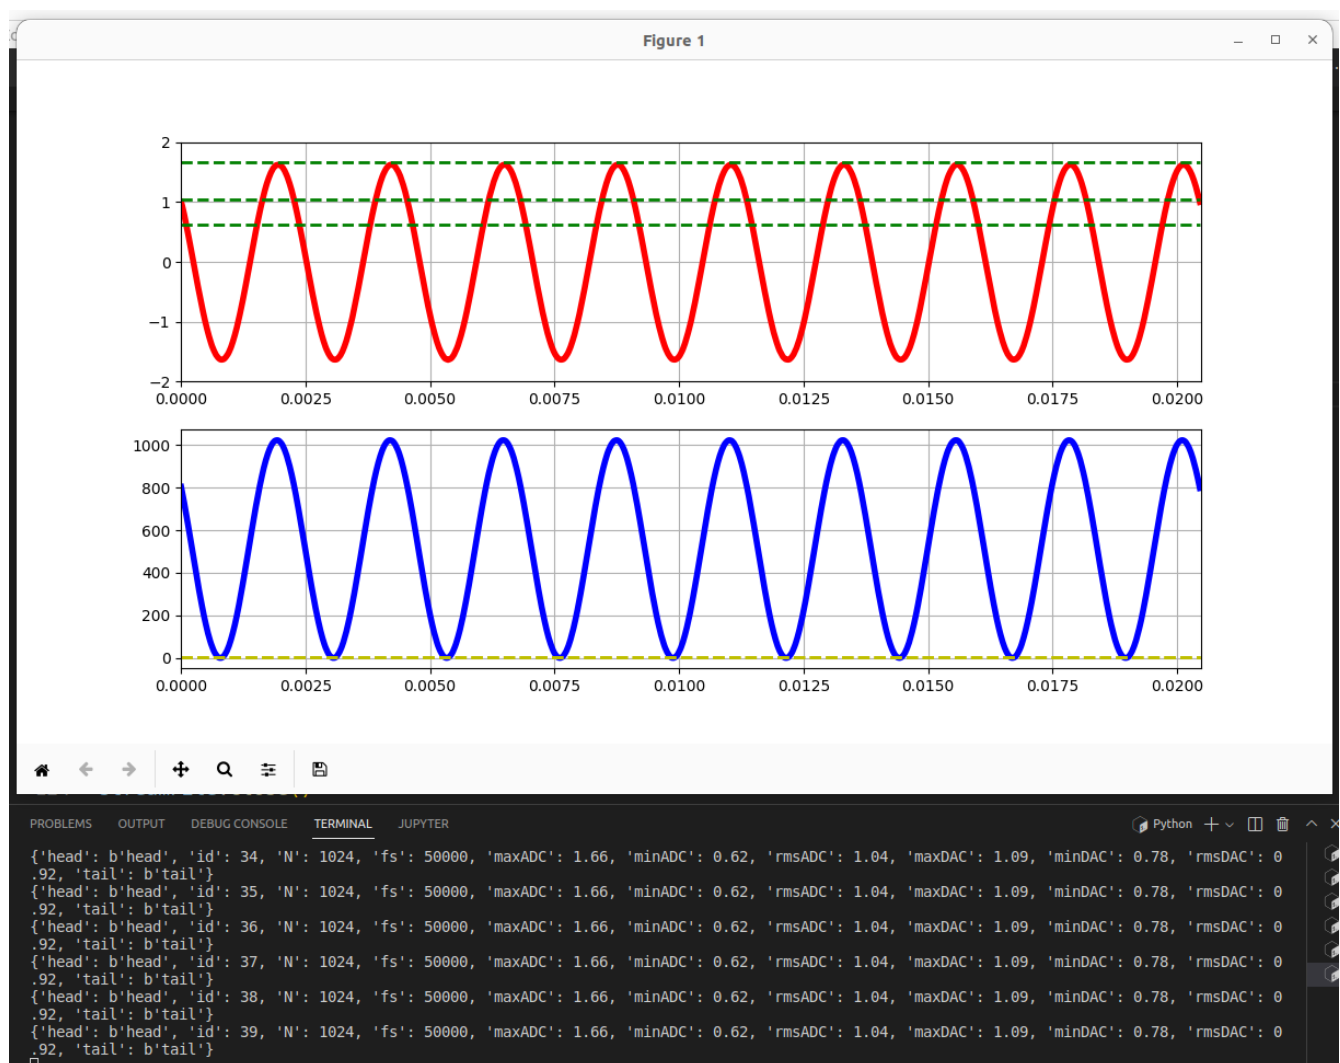 Figure 1
2
1
0
−1
−2
0.0000 0.0025 0.0050 0.0075 0.0100 0.0125 0.0150 0.0175 0.0200
1000
800
600
400
200
0
0.0000 0.0025 0.0050 0.0075 0.0100 0.0125 0.0150 0.0175 0.0200
PROBLEMS OUTPUT DEBUG CONSOLE TERMINAL JUPYTER Python
{'head': b'head', 'id': 34, 'N': 1024, 'fs': 50000, 'maxADC': 1.66, 'minADC': 0.62, 'rmsADC': 1.04, 'maxDAC': 1.09, 'minDAC': 0.78, 'rmsDAC': 0
.92, 'tail': b'tail'}
{'head': b'head', 'id': 35, 'N': 1024, 'fs': 50000, 'maxADC': 1.66, 'minADC': 0.62, 'rmsADC': 1.04, 'maxDAC': 1.09, 'minDAC': 0.78, 'rmsDAC': 0
.92, 'tail': b'tail'}
{'head': b'head', 'id': 36, 'N': 1024, 'fs': 50000, 'maxADC': 1.66, 'minADC': 0.62, 'rmsADC': 1.04, 'maxDAC': 1.09, 'minDAC': 0.78, 'rmsDAC': 0
.92, 'tail': b'tail'}
{'head': b'head', 'id': 37, 'N': 1024, 'fs': 50000, 'maxADC': 1.66, 'minADC': 0.62, 'rmsADC': 1.04, 'maxDAC': 1.09, 'minDAC': 0.78, 'rmsDAC': 0
.92, 'tail': b'tail'}
{'head': b'head', 'id': 38, 'N': 1024, 'fs': 50000, 'maxADC': 1.66, 'minADC': 0.62, 'rmsADC': 1.04, 'maxDAC': 1.09, 'minDAC': 0.78, 'rmsDAC': 0
.92, 'tail': b'tail'}
{'head': b'head', 'id': 39, 'N': 1024, 'fs': 50000, 'maxADC': 1.66, 'minADC': 0.62, 'rmsADC': 1.04, 'maxDAC': 1.09, 'minDAC': 0.78, 'rmsDAC': 0
.92, 'tail': b'tail'}